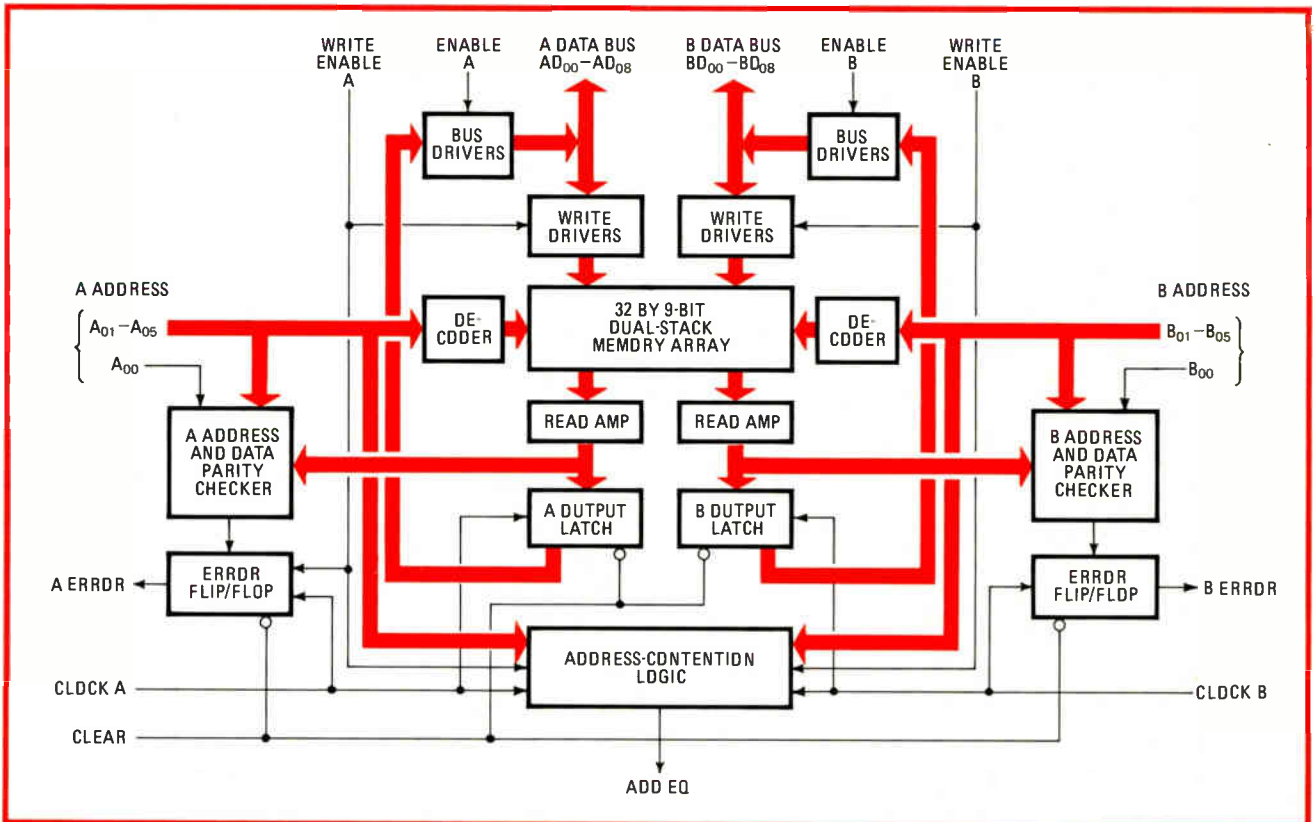 WRITE
ENABLE
A
ENABLE
A
A DATA BUS
AD₀₀–AD₀₈
B DATA BUS
BD₀₀–BD₀₈
ENABLE
B
WRITE
ENABLE
B
BUS
DRIVERS
BUS
DRIVERS
WRITE
DRIVERS
WRITE
DRIVERS
A ADDRESS
A₀₁–A₀₅
A₀₀
DE-
CODER
32 BY 9-BIT
DUAL-STACK
MEMORY ARRAY
DE-
CODER
B ADDRESS
B₀₁–B₀₅
B₀₀
READ AMP
READ AMP
A ADDRESS
AND DATA
PARITY
CHECKER
B ADDRESS
AND DATA
PARITY
CHECKER
A OUTPUT
LATCH
B OUTPUT
LATCH
A ERROR
ERROR
FLIP/FLOP
ERROR
FLIP/FLOP
B ERROR
ADDRESS-CONTENTION
LOGIC
CLOCK A
CLOCK B
CLEAR
ADD EQ